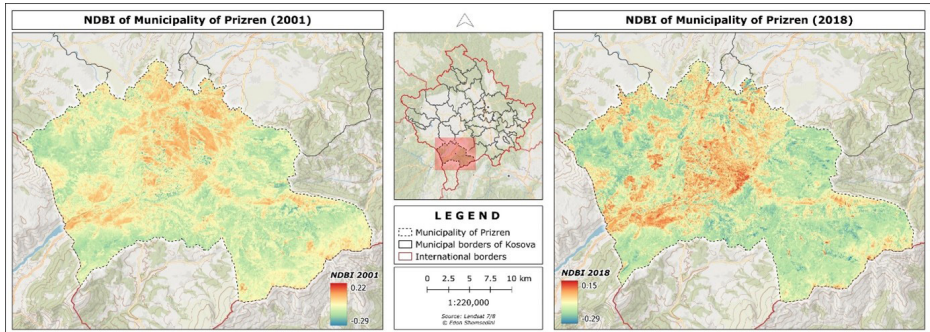 NDBI of Municipality of Prizren (2001)
NDBI 2001
0.22
-0.29
LEGEND
Municipality of Prizren
Municipal borders of Kosova
International borders
0 2.5 5 7.5 10 km
1:220,000
Source: Landsat 7/8
© Edon Shemsedini
NDBI of Municipality of Prizren (2018)
NDBI 2018
0.15
-0.29